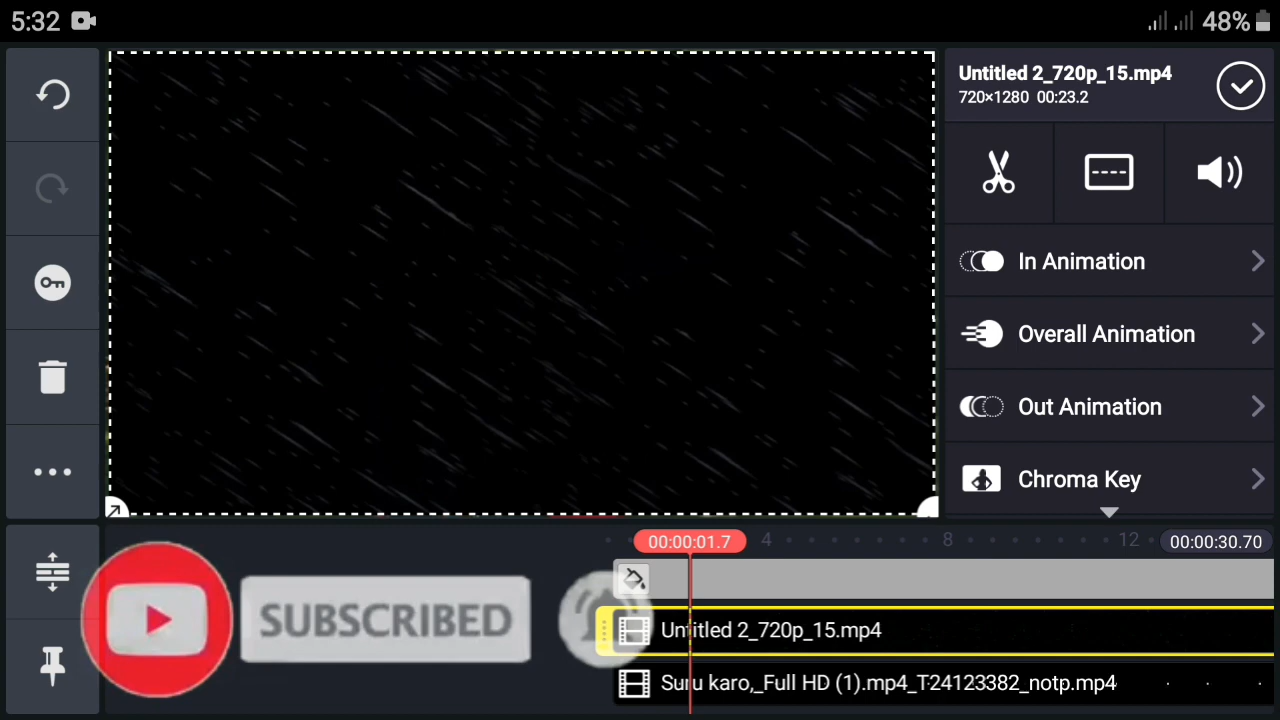 5:32
48%
Untitled 2_720p_15.mp4
720×1280 00:23.2
In Animation
Overall Animation
Out Animation
Chroma Key
00:00:01.7
4
8
12
00:00:30.70
SUBSCRIBED
Untitled 2_720p_15.mp4
Suru karo,_Full HD (1).mp4_T24123382_notp.mp4